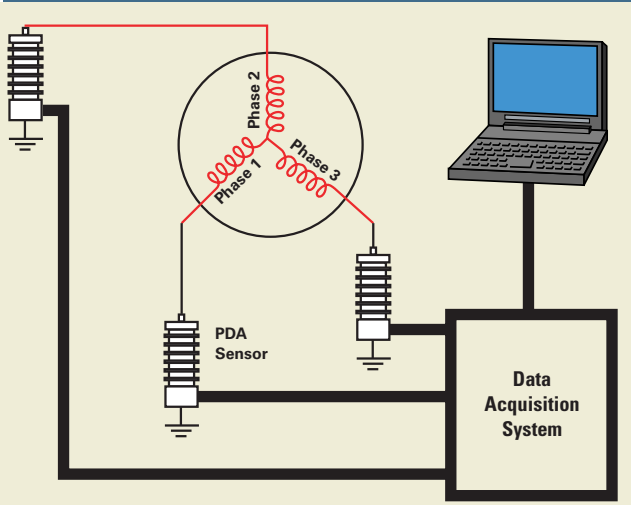 Phase 2
Phase 1
Phase 3
PDA
Sensor
Data
Acquisition
System